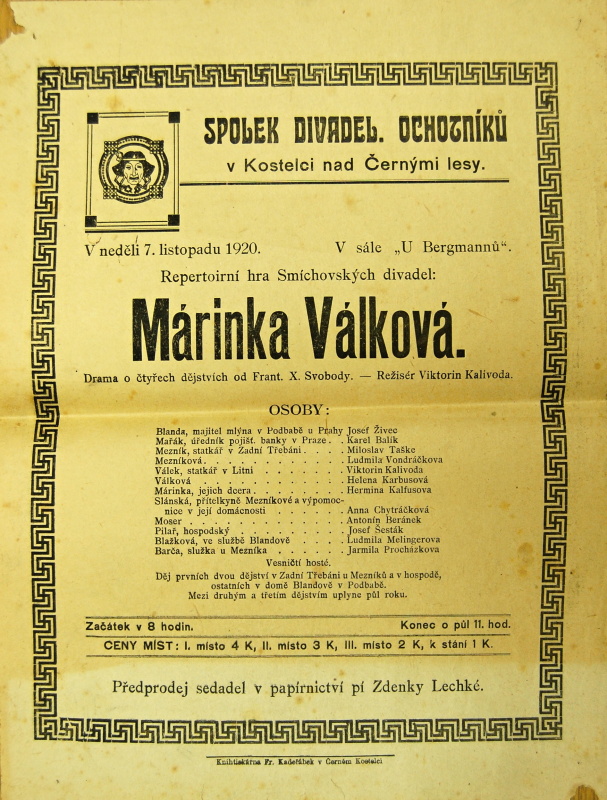 SPOLEK DIVADEL. OCHOTNÍKŮ
v Kostelci nad Černými lesy.
V neděli 7. listopadu 1920. V sále „U Bergmannů“.
Repertoirní hra Smíchovských divadel:
Márinka Válková.
Drama o čtyřech dějstvích od Frant. X. Svobody. — Režisér Viktorin Kalivoda.
OSOBY:
Blanda, majitel mlýna v Podbabě u Prahy Josef Živec
Mařák, úředník pojišť. banky v Praze . . Karel Balík
Mezník, statkář v Zadní Třebáni . . . . Miloslav Taške
Mezníková . . . . . . . . . . . . Ludmila Vondráčkova
Válek, statkář v Litni . . . . . . . Viktorin Kalivoda
Válková . . . . . . . . . . . . . Helena Karbusová
Márinka, jejich dcera . . . . . . . . Hermina Kalfusova
Slánská, přítelkyně Mezníkové a výpomoc-
nice v její domácnosti . . . . . . Anna Chytráčková
Moser . . . . . . . . . . . . . . Antonín Beránek
Pilař, hospodský . . . . . . . . . Josef Šesták
Blažková, ve službě Blandově . . . . Ludmila Melingerova
Barča, služka u Mezníka . . . . . . Jarmila Procházkova
Vesničtí hosté.
Děj prvních dvou dějství v Zadní Třebáni u Mezníků a v hospodě,
ostatních v domě Blandově v Podbabě.
Mezi druhým a třetím dějstvím uplyne půl roku.
Začátek v 8 hodin. Konec o půl 11. hod.
CENY MÍST: I. místo 4 K, II. místo 3 K, III. místo 2 K, k stání 1 K.
Předprodej sedadel v papírnictví pí Zdenky Lechké.
Knihtiskárna Fr. Kadeřábek v Černém Kostelci